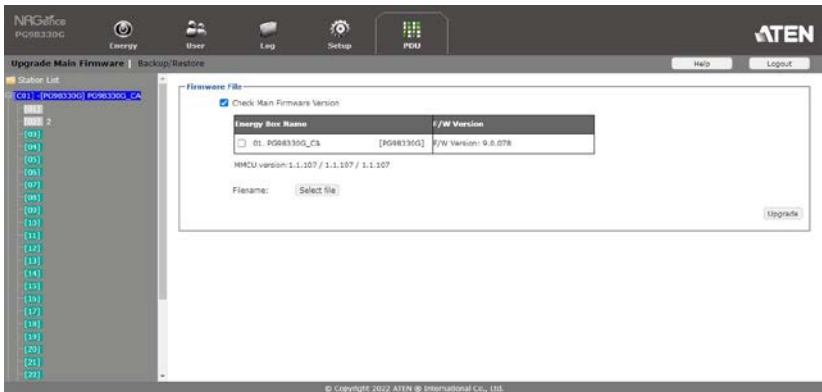 NRGence
PG98330G
Energy
User
Log
Setup
PDU
ATEN
Upgrade Main Firmware | Backup/Restore
Help
Logout
Station List
[C01] -[PG98330G] PG98330G_CA
[01]
[02] 2
[03]
[04]
[05]
[06]
[07]
[08]
[09]
[10]
[11]
[12]
[13]
[14]
[15]
[16]
[17]
[18]
[19]
[20]
[21]
[22]
Firmware File
Check Main Firmware Version
Energy Box Name F/W Version
01. PG98330G_CA [PG98330G] F/W Version: 9.0.078
MMCU version:1.1.107 / 1.1.107 / 1.1.107
Filename: Select file
Upgrade
© Copyright 2022 ATEN ® International Co., Ltd.